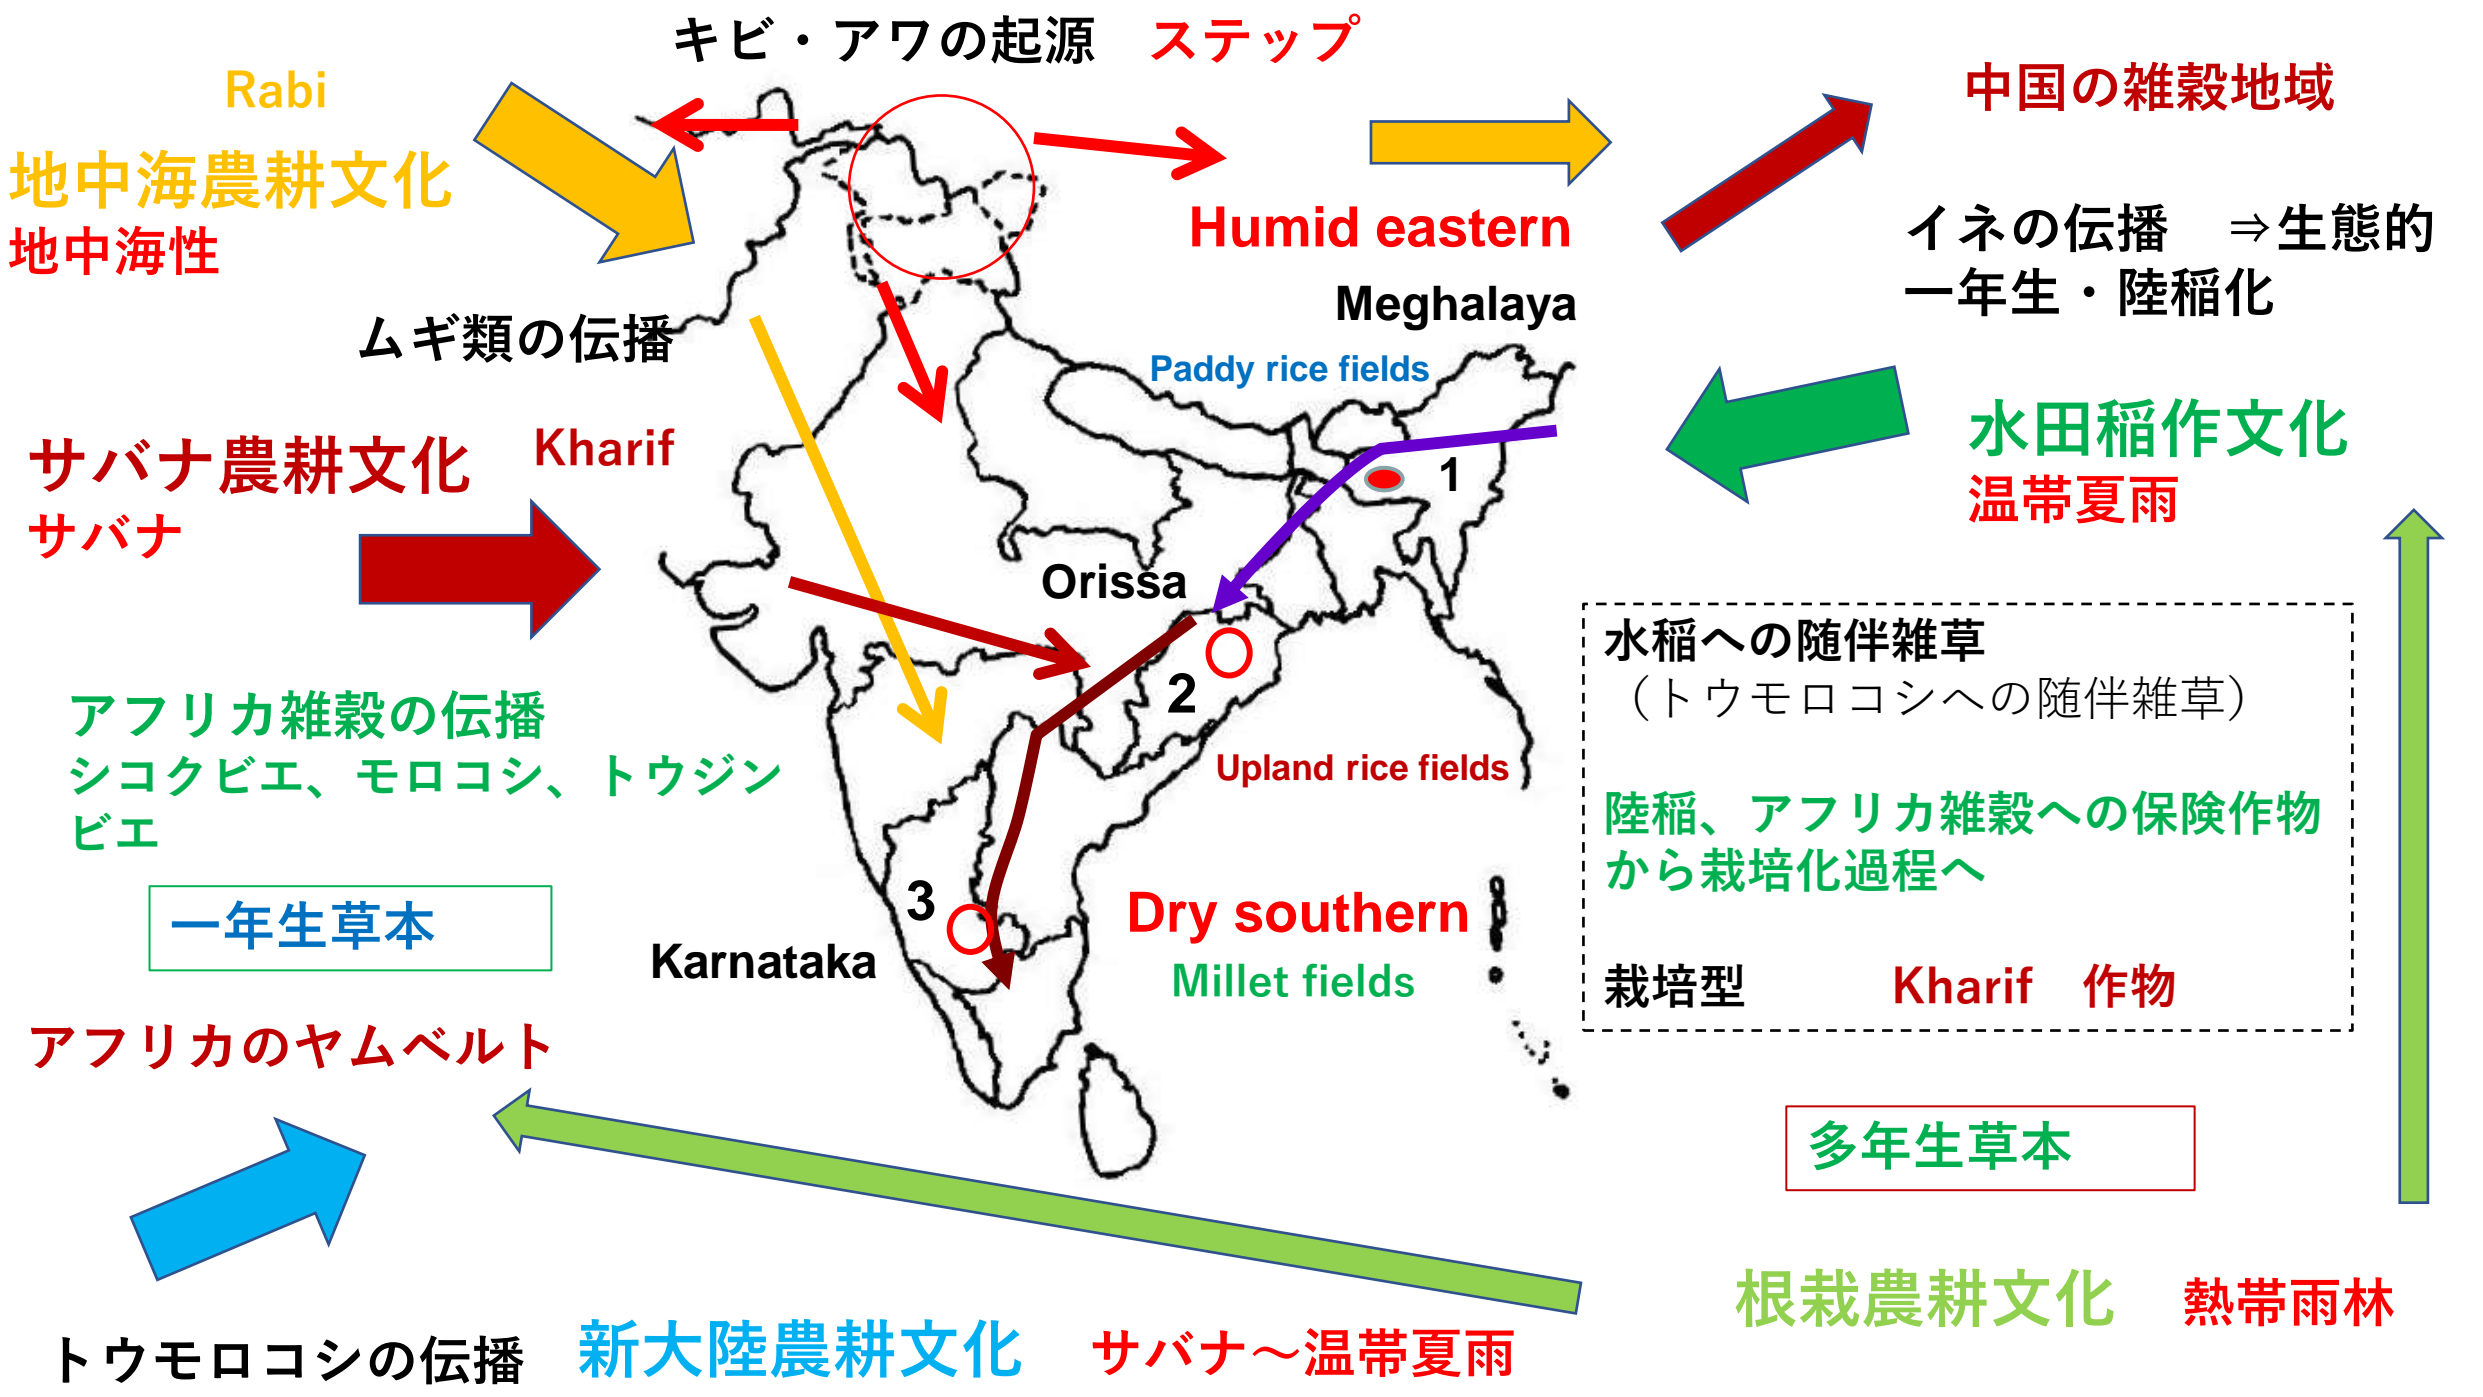 キビ・アワの起源　ステップ
Rabi
地中海農耕文化
地中海性
中国の雑穀地域
Humid eastern
イネの伝播　⇒生態的
一年生・陸稲化
Meghalaya
ムギ類の伝播
Paddy rice fields
サバナ農耕文化
Kharif
サバナ
水田稲作文化
温帯夏雨
1
Orissa
水稲への随伴雑草
（トウモロコシへの随伴雑草）
2
アフリカ雑穀の伝播
シコクビエ、モロコシ、トウジン
ビエ
Upland rice fields
陸稲、アフリカ雑穀への保険作物
から栽培化過程へ
3
一年生草本
Dry southern
Karnataka
Millet fields
栽培型　Kharif　作物
アフリカのヤムベルト
多年生草本
根栽農耕文化　熱帯雨林
トウモロコシの伝播
新大陸農耕文化　サバナ～温帯夏雨